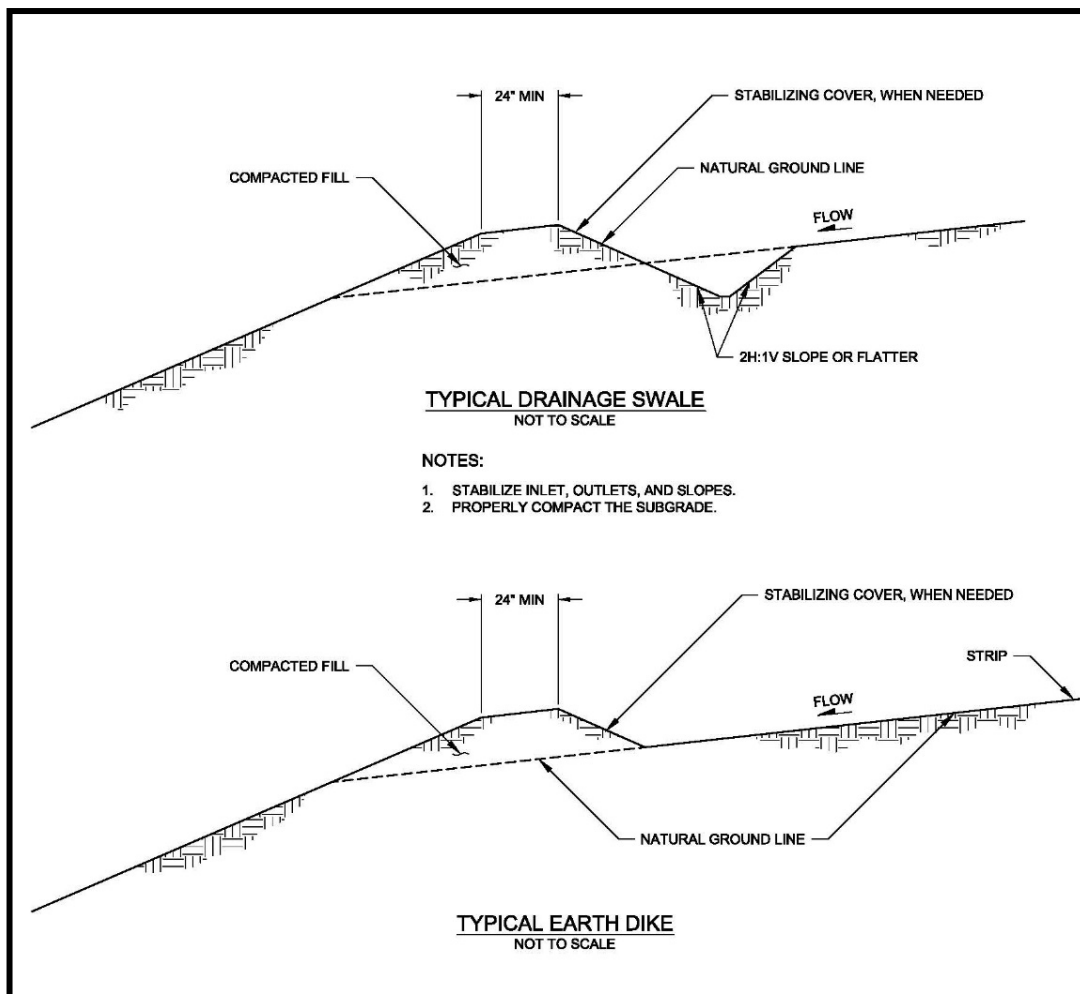 24" MIN
STABILIZING COVER, WHEN NEEDED
COMPACTED FILL
NATURAL GROUND LINE
FLOW
2H:1V SLOPE OR FLATTER
TYPICAL DRAINAGE SWALE
NOT TO SCALE
NOTES:
1. STABILIZE INLET, OUTLETS, AND SLOPES.
2. PROPERLY COMPACT THE SUBGRADE.
24" MIN
STABILIZING COVER, WHEN NEEDED
COMPACTED FILL
STRIP
FLOW
NATURAL GROUND LINE
TYPICAL EARTH DIKE
NOT TO SCALE